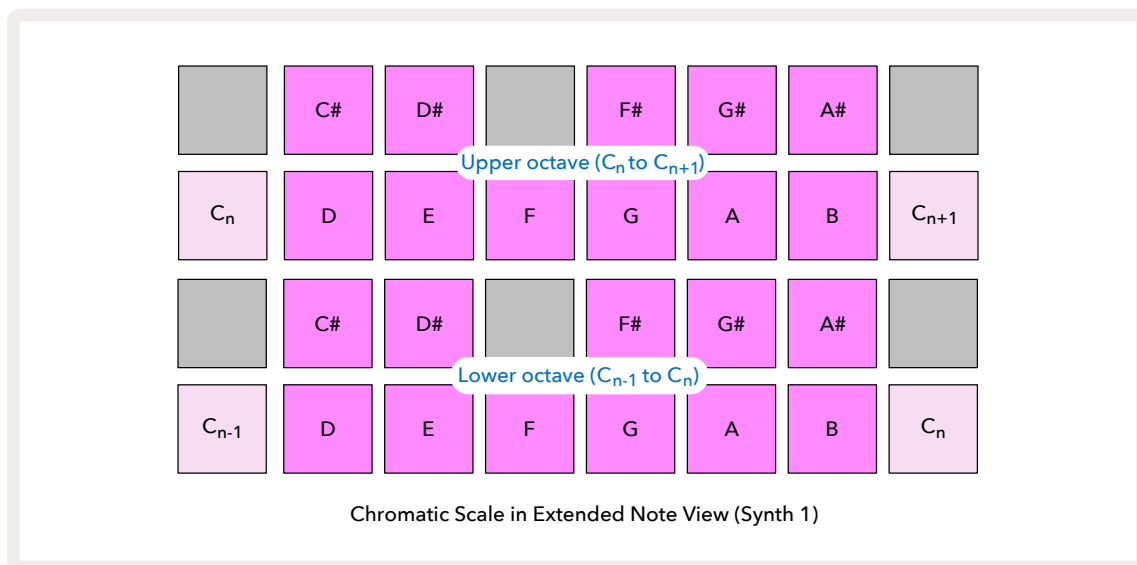 C# D# F# G# A#
Upper octave (Cn to Cn+1)
Cn D E F G A B Cn+1
C# D# F# G# A#
Lower octave (Cn-1 to Cn)
Cn-1 D E F G A B Cn
Chromatic Scale in Extended Note View (Synth 1)